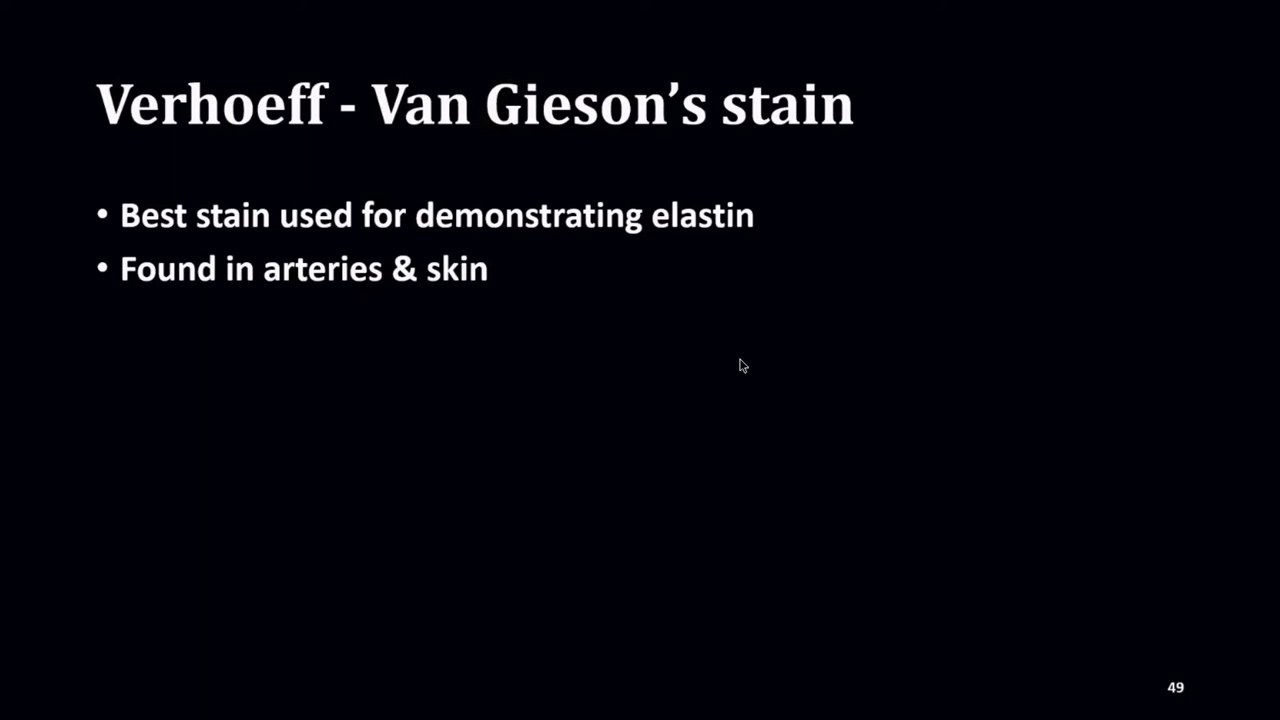 Verhoeff - Van Gieson’s stain
• Best stain used for demonstrating elastin
• Found in arteries & skin
49